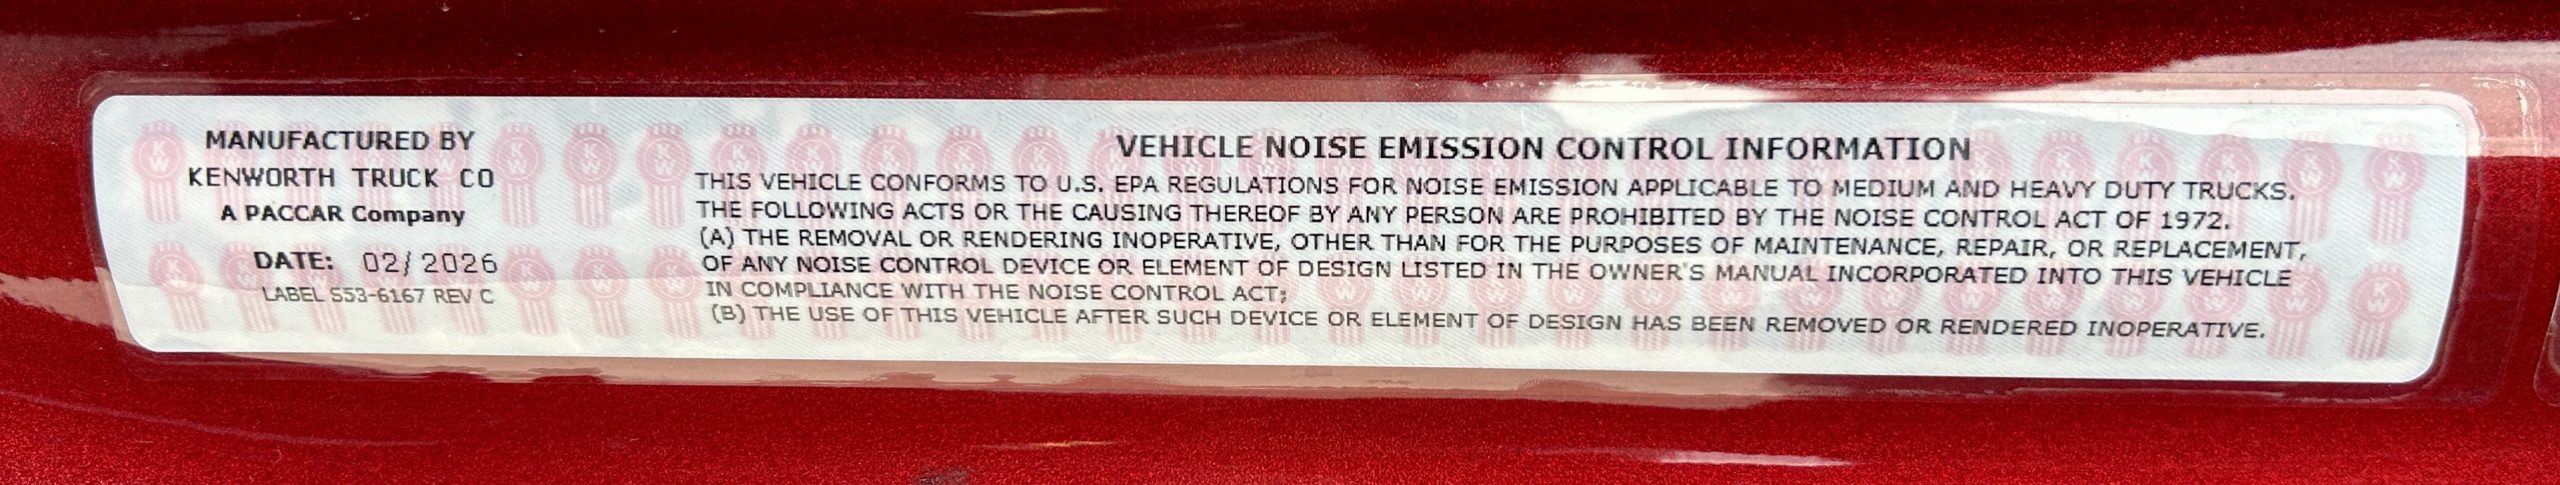 MANUFACTURED BY
KENWORTH TRUCK CO
A PACCAR Company
DATE: 02/2026
LABEL S53-6167 REV C
VEHICLE NOISE EMISSION CONTROL INFORMATION
THIS VEHICLE CONFORMS TO U.S. EPA REGULATIONS FOR NOISE EMISSION APPLICABLE TO MEDIUM AND HEAVY DUTY TRUCKS.
THE FOLLOWING ACTS OR THE CAUSING THEREOF BY ANY PERSON ARE PROHIBITED BY THE NOISE CONTROL ACT OF 1972.
(A) THE REMOVAL OR RENDERING INOPERATIVE, OTHER THAN FOR THE PURPOSES OF MAINTENANCE, REPAIR, OR REPLACEMENT,
OF ANY NOISE CONTROL DEVICE OR ELEMENT OF DESIGN LISTED IN THE OWNER'S MANUAL INCORPORATED INTO THIS VEHICLE
IN COMPLIANCE WITH THE NOISE CONTROL ACT;
(B) THE USE OF THIS VEHICLE AFTER SUCH DEVICE OR ELEMENT OF DESIGN HAS BEEN REMOVED OR RENDERED INOPERATIVE.